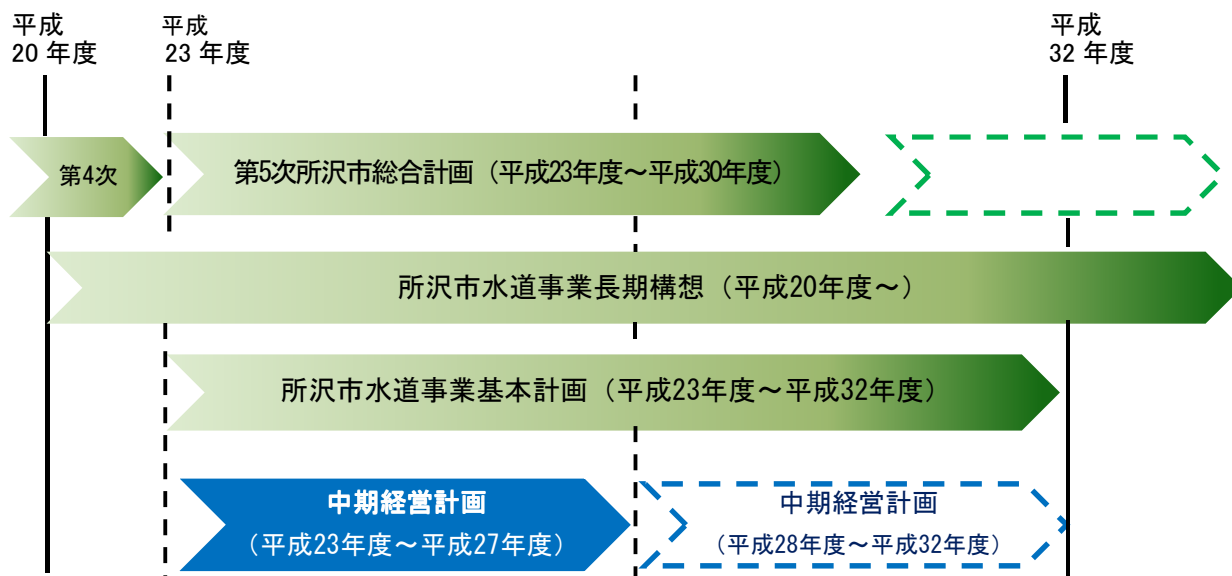 平成
20 年度
平成
23 年度
平成
32 年度
第4次
第5次所沢市総合計画（平成23年度～平成30年度）
所沢市水道事業長期構想（平成20年度～）
所沢市水道事業基本計画（平成23年度～平成32年度）
中期経営計画
（平成23年度～平成27年度）
中期経営計画
（平成28年度～平成32年度）